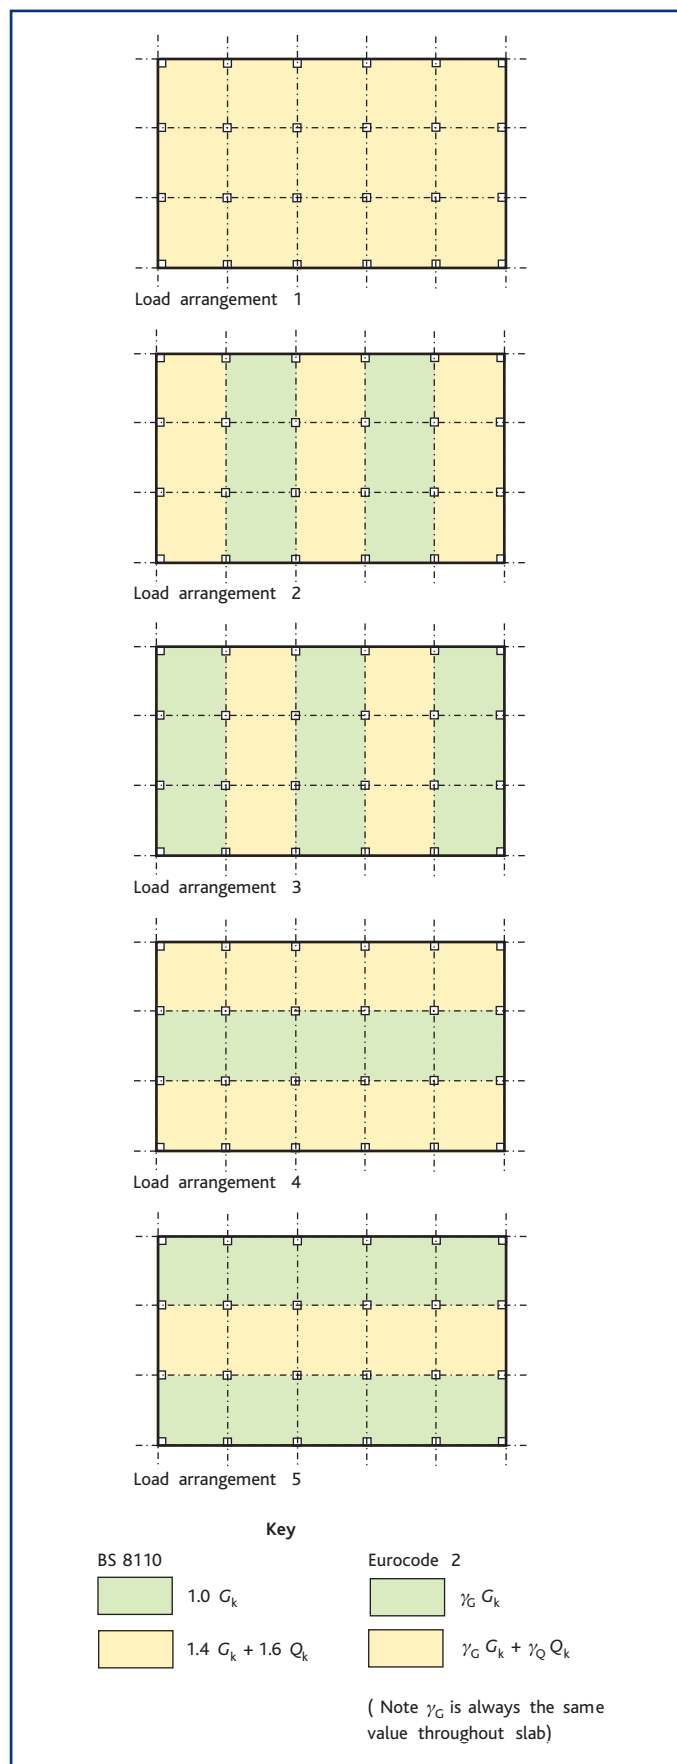 Load arrangement 1
Load arrangement 2
Load arrangement 3
Load arrangement 4
Load arrangement 5
Key
BS 8110
1.0 Gk
1.4 Gk + 1.6 Qk
Eurocode 2
γG Gk
γG Gk + γQ Qk
( Note γG is always the same
value throughout slab)